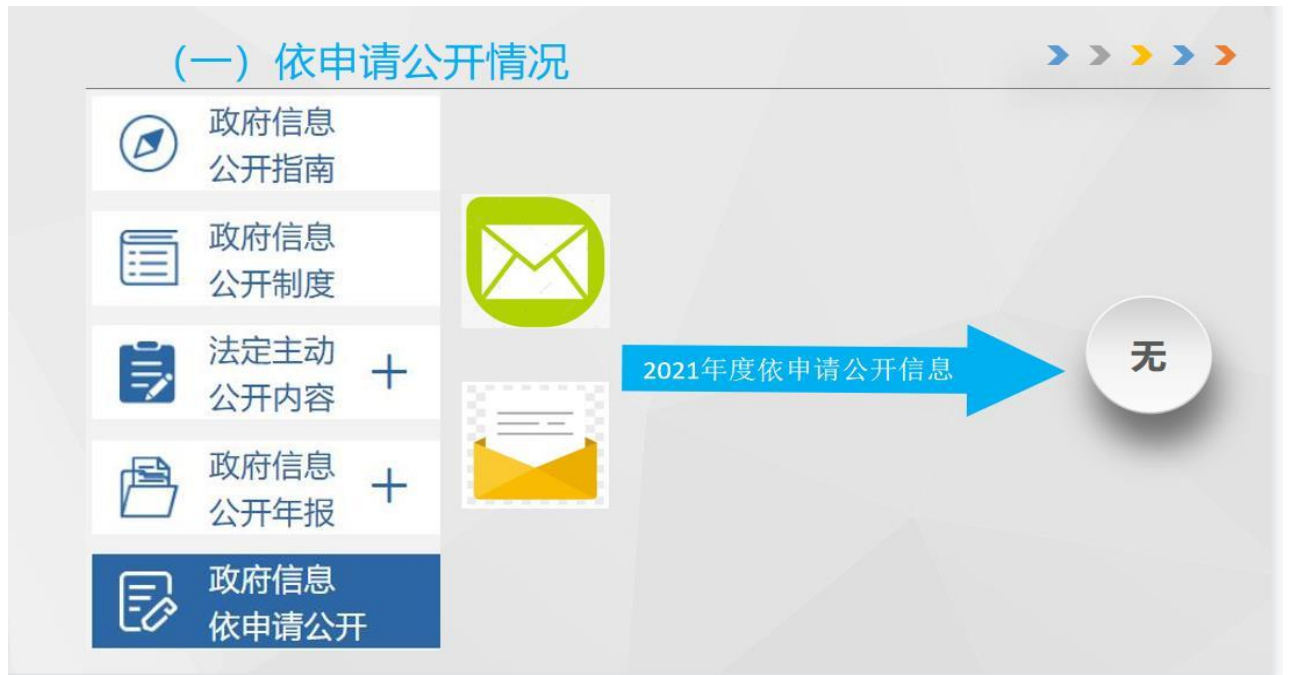 （一）依申请公开情况
政府信息
公开指南
政府信息
公开制度
法定主动
公开内容
政府信息
公开年报
政府信息
依申请公开
2021年度依申请公开信息
无